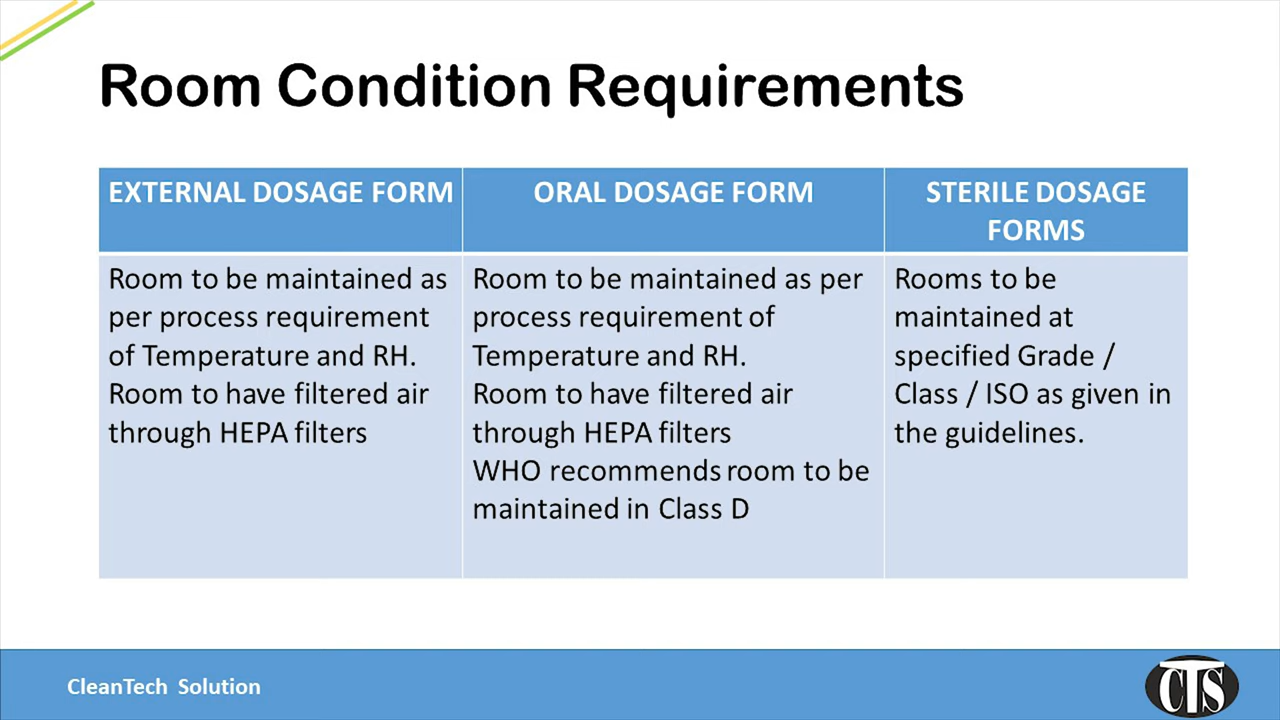 Room Condition Requirements
EXTERNAL DOSAGE FORM
ORAL DOSAGE FORM
STERILE DOSAGE
FORMS
Room to be maintained as
per process requirement
of Temperature and RH.
Room to have filtered air
through HEPA filters
Room to be maintained as per
process requirement of
Temperature and RH.
Room to have filtered air
through HEPA filters
WHO recommends room to be
maintained in Class D
Rooms to be
maintained at
specified Grade /
Class / ISO as given in
the guidelines.
CleanTech Solution
CTS